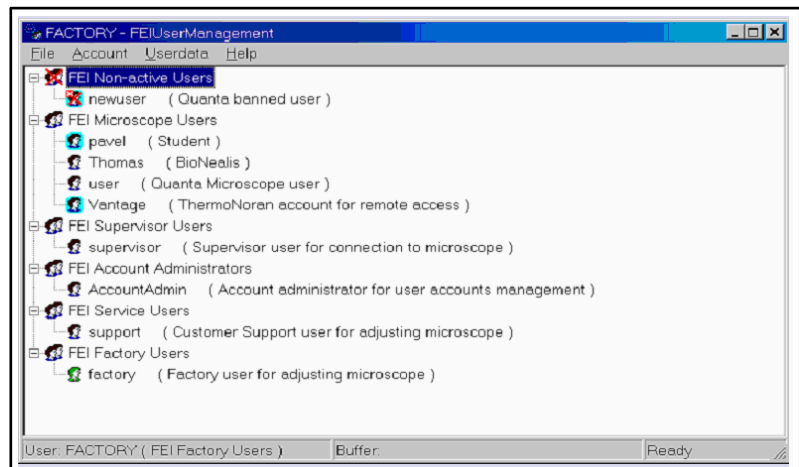 FACTORY - FEIUserManagement
File Account Userdata Help
FEI Non-active Users
newuser ( Quanta banned user )
FEI Microscope Users
pavel ( Student )
Thomas ( BioNealis )
user ( Quanta Microscope user )
Vantage ( ThermoNoran account for remote access )
FEI Supervisor Users
supervisor ( Supervisor user for connection to microscope )
FEI Account Administrators
AccountAdmin ( Account administrator for user accounts management )
FEI Service Users
support ( Customer Support user for adjusting microscope )
FEI Factory Users
factory ( Factory user for adjusting microscope )
User: FACTORY ( FEI Factory Users ) Buffer: Ready